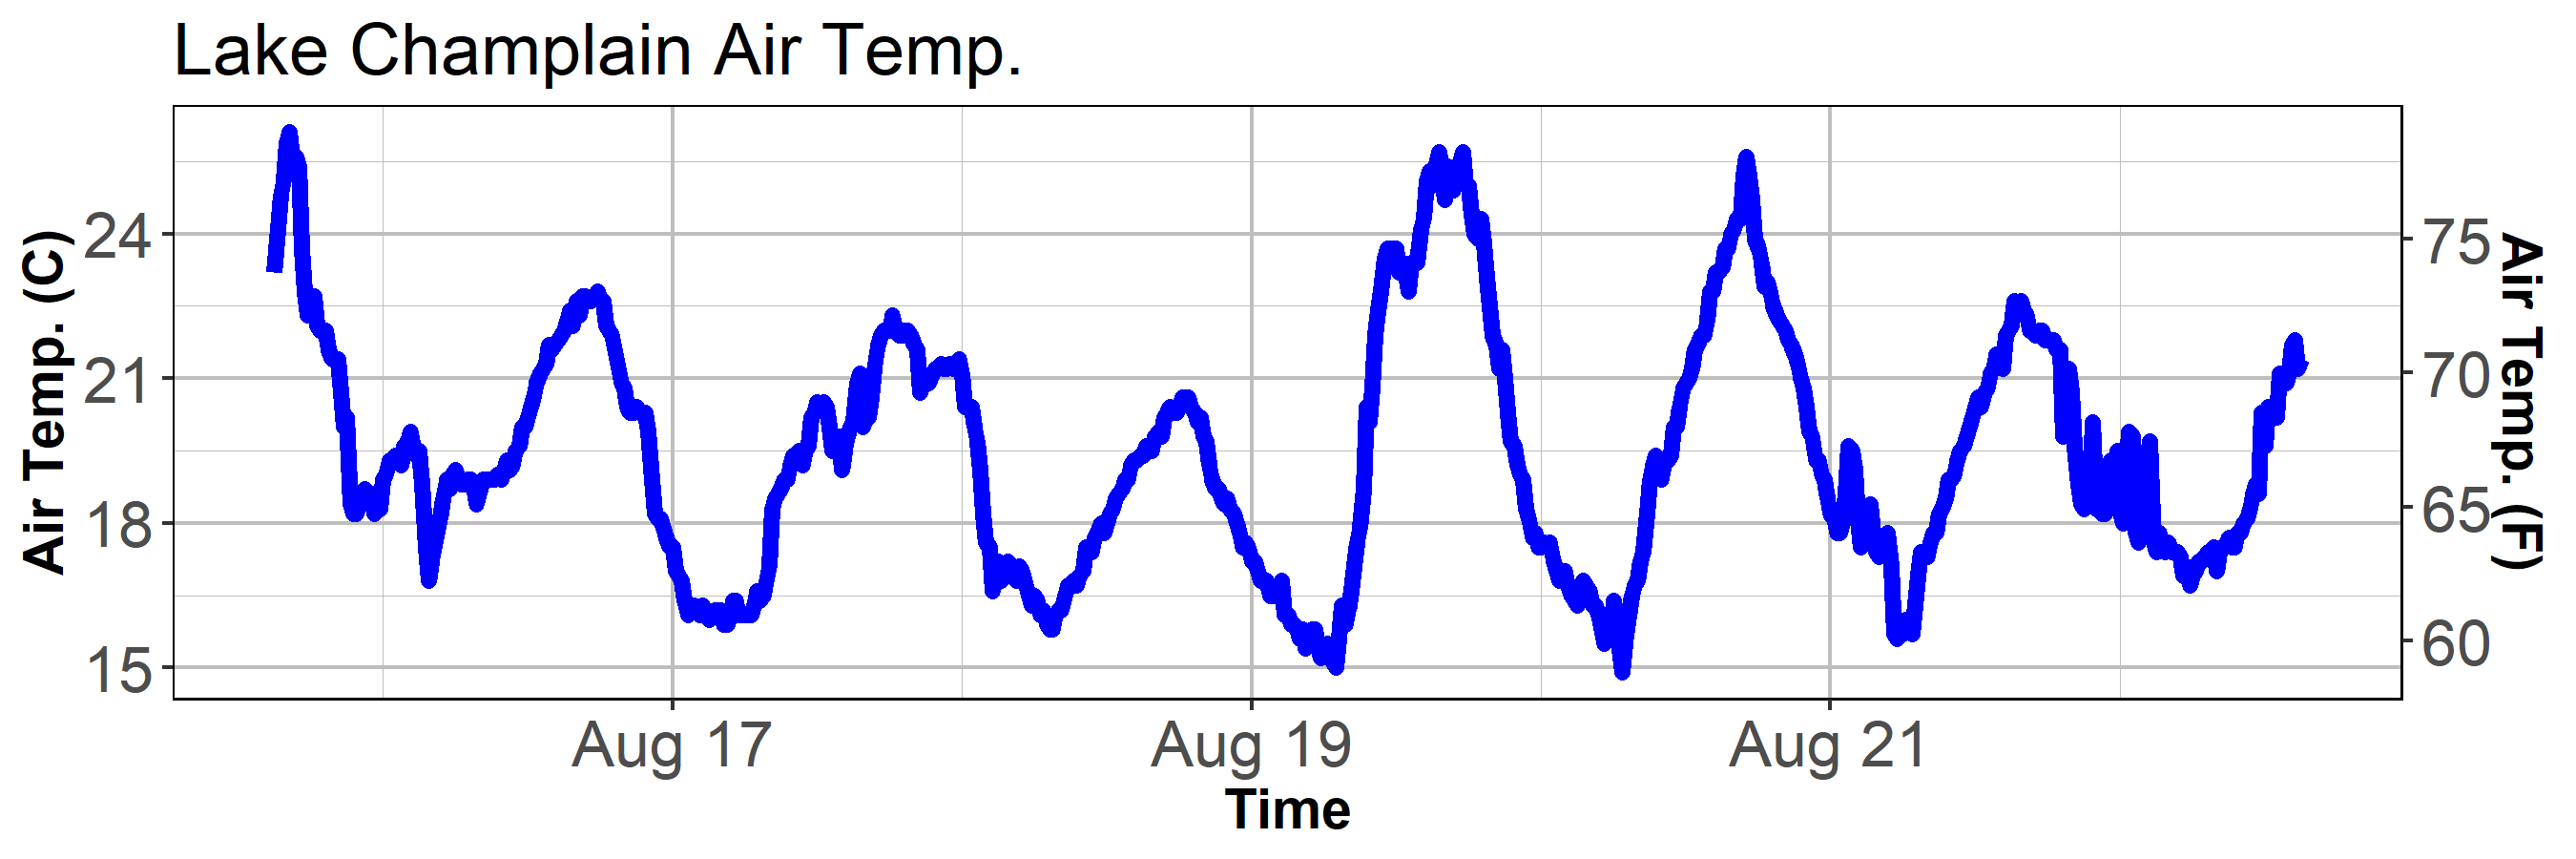 Lake Champlain Air Temp.
Air Temp. (C)
24
21
18
15
75
70
65
60
Air Temp. (F)
Aug 17
Aug 19
Aug 21
Time